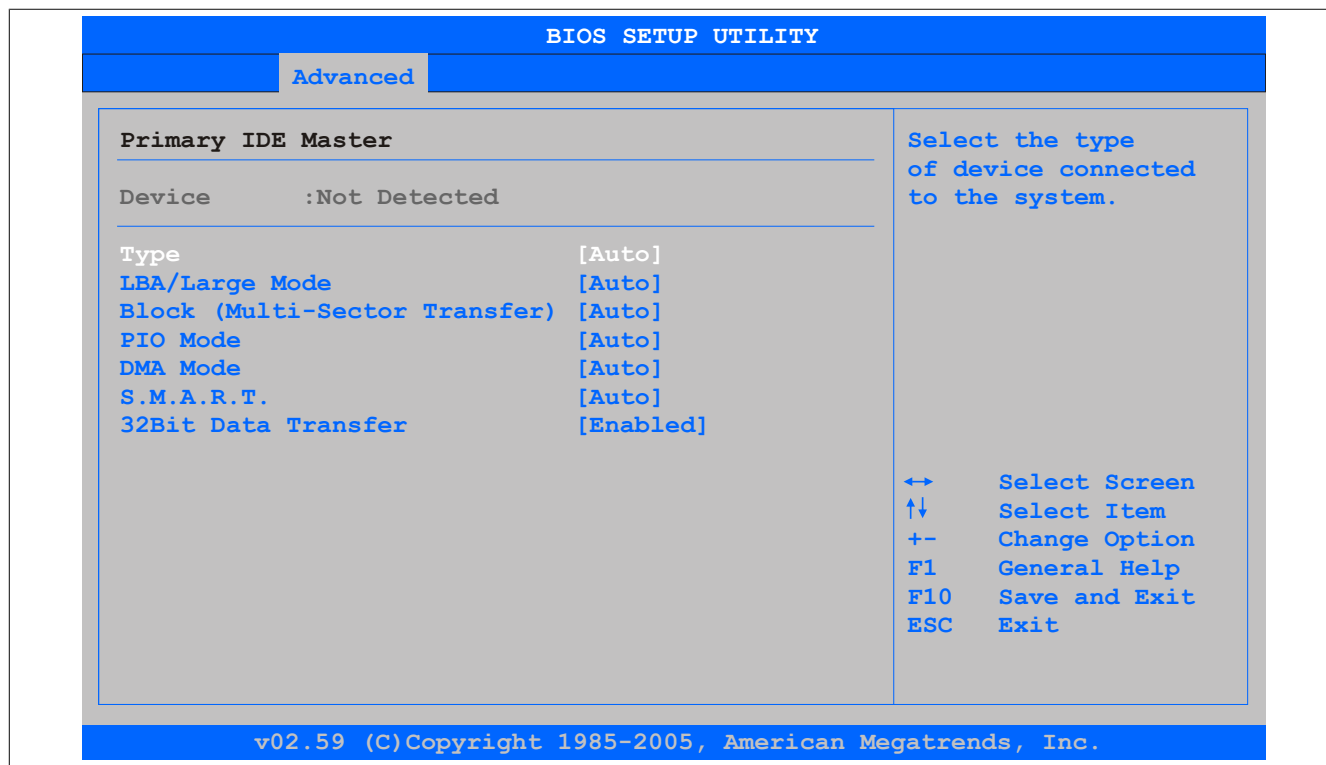 BIOS SETUP UTILITY
Advanced
Primary IDE Master
Device :Not Detected
Type [Auto]
LBA/Large Mode [Auto]
Block (Multi-Sector Transfer) [Auto]
PIO Mode [Auto]
DMA Mode [Auto]
S.M.A.R.T. [Auto]
32Bit Data Transfer [Enabled]
Select the type
of device connected
to the system.
↔ Select Screen
↑↓ Select Item
+- Change Option
F1 General Help
F10 Save and Exit
ESC Exit
v02.59 (C)Copyright 1985-2005, American Megatrends, Inc.